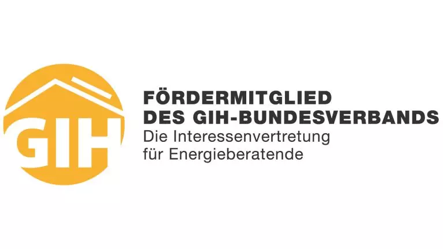 GIH
FÖRDERMITGLIED
DES GIH-BUNDESVERBANDS
Die Interessenvertretung
für Energieberatende